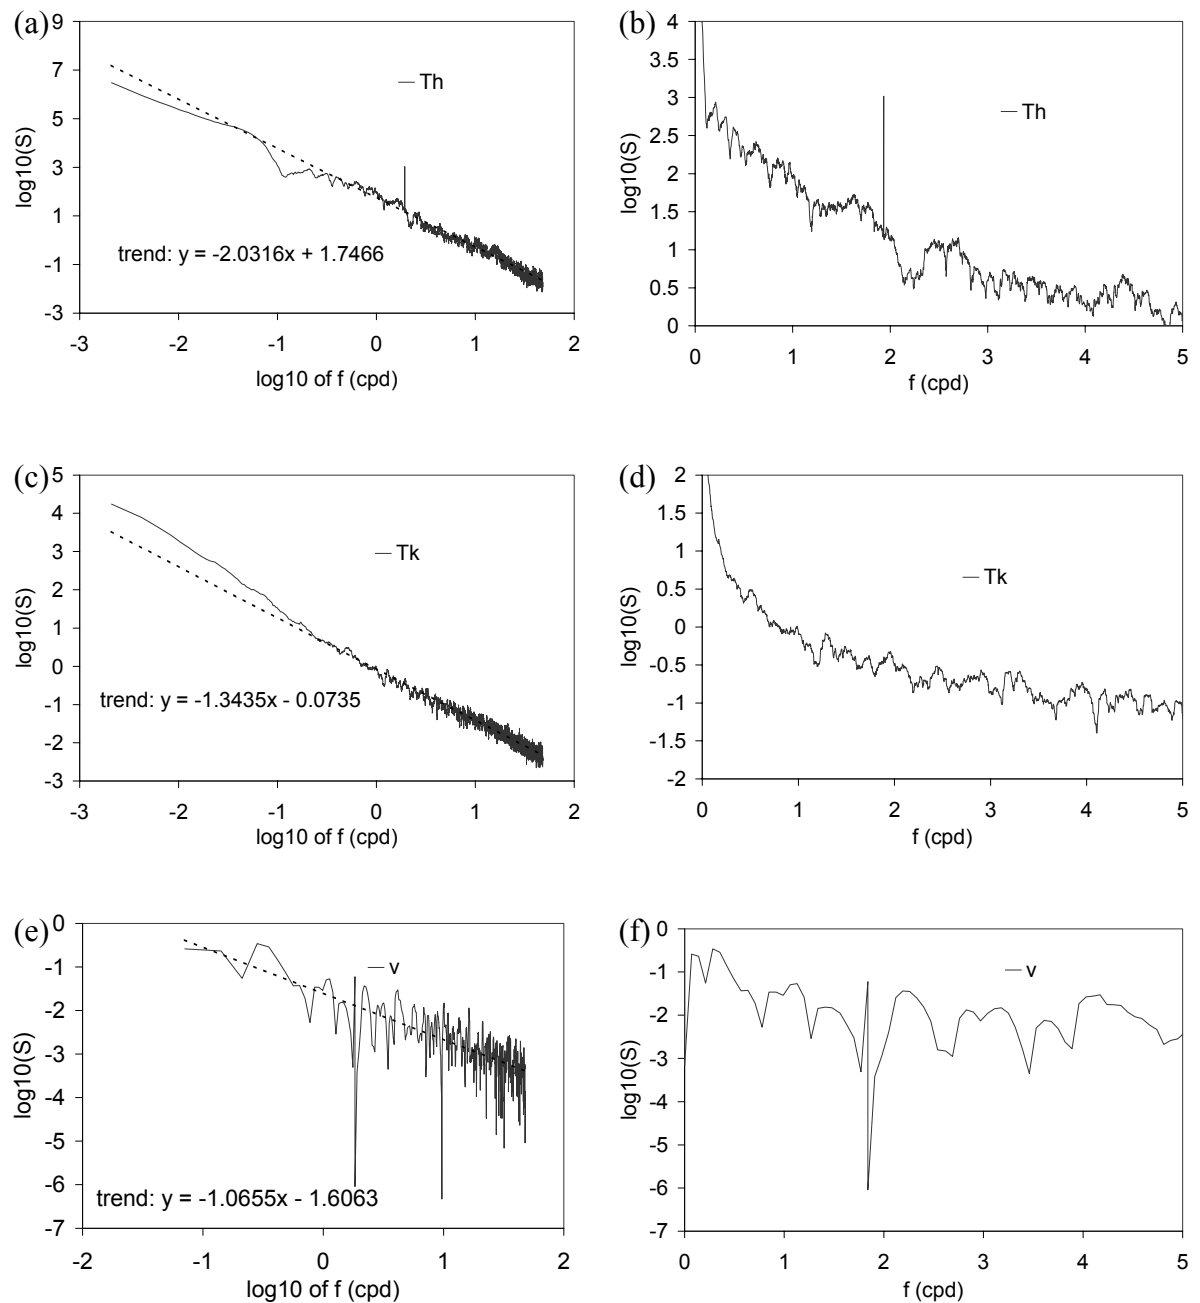 (a)
9
7
5
3
1
-1
-3
log10(S)
Th
trend: y = -2.0316x + 1.7466
-3 -2 -1 0 1 2
log10 of f (cpd)
(b)
4
3.5
3
2.5
2
1.5
1
0.5
0
log10(S)
Th
0 1 2 3 4 5
f (cpd)
(c)
5
4
3
2
1
0
-1
-2
-3
log10(S)
Tk
trend: y = -1.3435x - 0.0735
-3 -2 -1 0 1 2
log10 of f (cpd)
(d)
2
1.5
1
0.5
0
-0.5
-1
-1.5
-2
log10(S)
Tk
0 1 2 3 4 5
f (cpd)
(e)
0
-1
-2
-3
-4
-5
-6
-7
log10(S)
v
trend: y = -1.0655x - 1.6063
-2 -1 0 1 2
log10 of f (cpd)
(f)
0
-1
-2
-3
-4
-5
-6
-7
log10(S)
v
0 1 2 3 4 5
f (cpd)